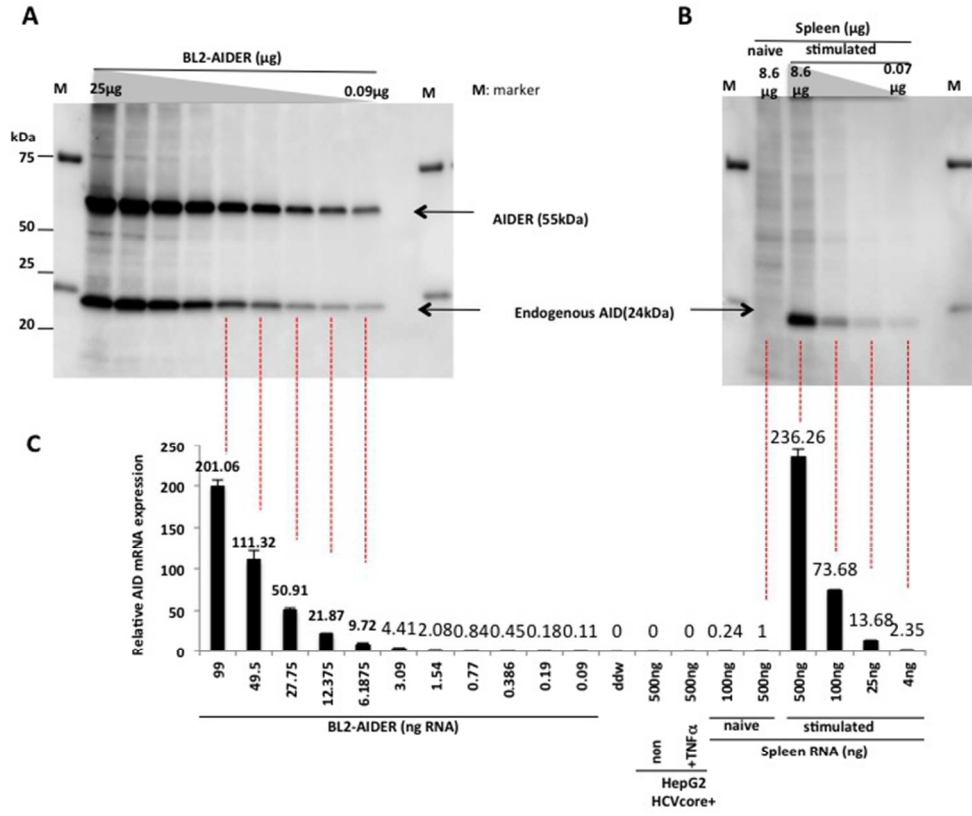 A
BL2-AIDER (µg)
M
25µg
0.09µg
M
M: marker
kDa
75
50
25
20
AIDER (55kDa)
Endogenous AID(24kDa)
B
Spleen (µg)
naive
stimulated
M
8.6 µg
8.6 µg
0.07 µg
M
C
Relative AID mRNA expression
250
200
150
100
50
0
201.06
111.32
50.91
21.87
9.72
4.41
2.08
0.84
0.45
0.18
0.11
0
0
0
0.24
1
236.26
73.68
13.68
2.35
99
49.5
27.75
12.375
6.1875
3.09
1.54
0.77
0.386
0.19
0.09
ddw
500ng
500ng
100ng
500ng
500ng
100ng
25ng
4ng
BL2-AIDER (ng RNA)
non
+TNFα
HepG2
HCVcore+
naive
stimulated
Spleen RNA (ng)